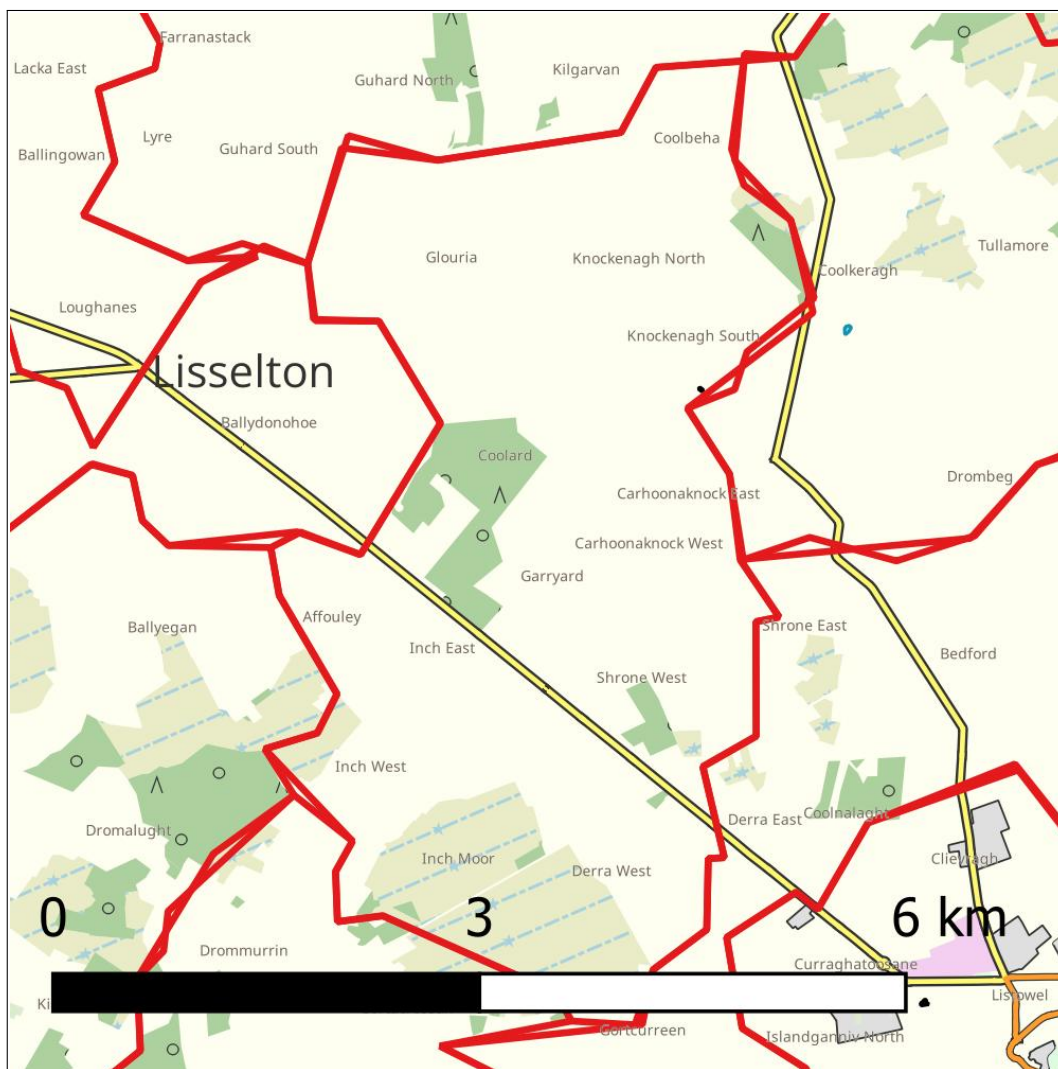 Farranastack
Lacka East
Guhard North
Kilgarvan
Lyre
Coolbeha
Ballingowan
Guhard South
Tullamore
Glouria
Knockenagh North
Coolkeragh
Loughanes
Knockenagh South
Lisselton
Ballydonohoe
Coolard
Drombeg
Carhoonaknock East
Carhoonaknock West
Garryard
Affouley
Ballyegan
Shrone East
Inch East
Bedford
Shrone West
Inch West
Coolnalaght
Derra East
Dromalught
Inch Moor
Clievragh
Derra West
0
3
6 km
Drommurrin
Curraghatoosane
Listowel
Gortcurreen
Islandganniv North